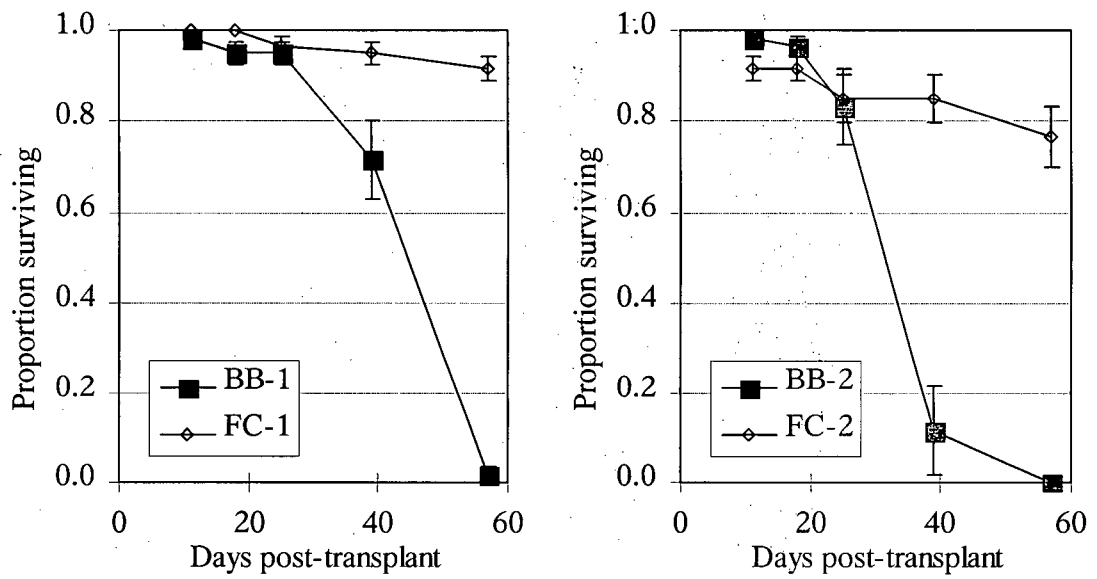 Proportion surviving
1.0
0.8
0.6
0.4
0.2
0.0
BB-1
FC-1
0 20 40 60
Days post-transplant
Proportion surviving
1.0
0.8
0.6
0.4
0.2
0.0
BB-2
FC-2
0 20 40 60
Days post-transplant